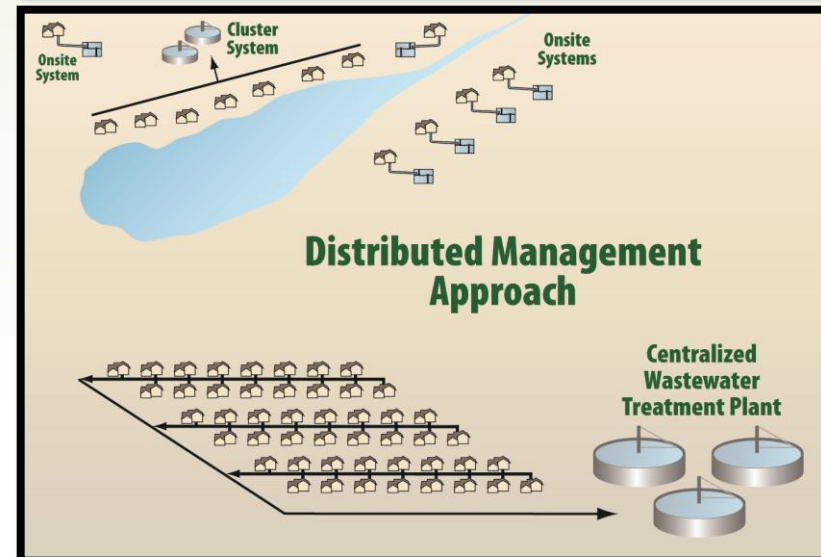 Onsite
System
Cluster
System
Onsite
Systems
Distributed Management
Approach
Centralized
Wastewater
Treatment Plant